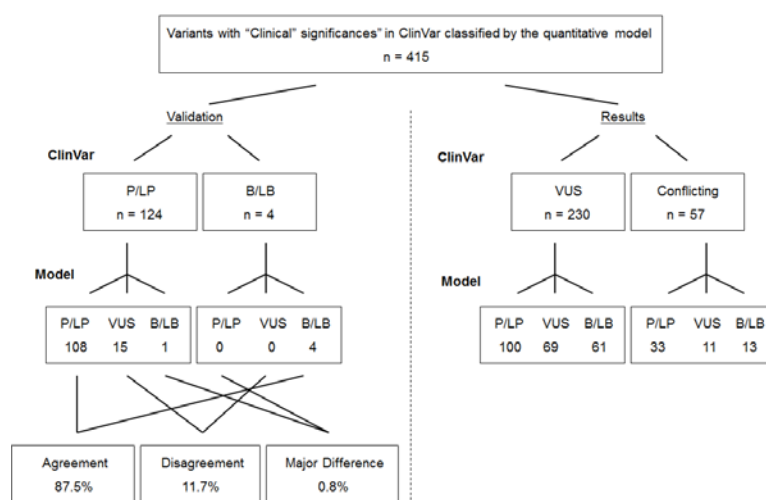 Variants with "Clinical" significances" in ClinVar classified by the quantitative model
n = 415
Validation
ClinVar
P/LP
n = 124
B/LB
n = 4
Model
P/LP VUS B/LB
108 15 1
P/LP VUS B/LB
0 0 4
Agreement
87.5%
Disagreement
11.7%
Major Difference
0.8%
Results
ClinVar
VUS
n = 230
Conflicting
n = 57
Model
P/LP VUS B/LB
100 69 61
P/LP VUS B/LB
33 11 13